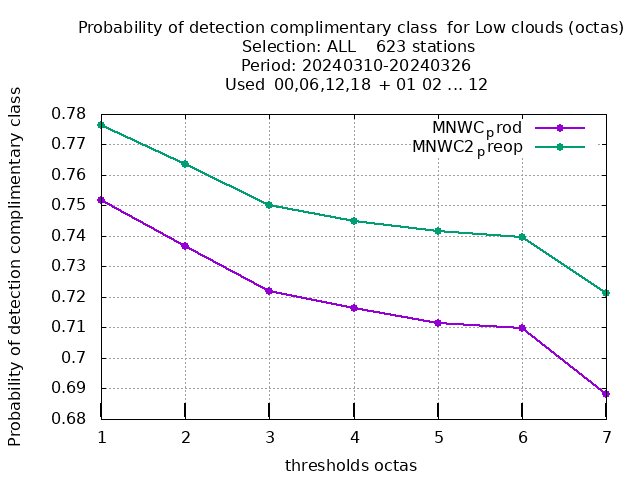 Probability of detection complimentary class  for Low clouds (octas)
Selection: ALL    623 stations
Period: 20240310-20240326
Used  00,06,12,18 + 01 02 ... 12
Probability of detection complimentary class
0.78
0.77
0.76
0.75
0.74
0.73
0.72
0.71
0.7
0.69
0.68
MNWCprod
MNWC2preop
1 2 3 4 5 6 7
thresholds octas